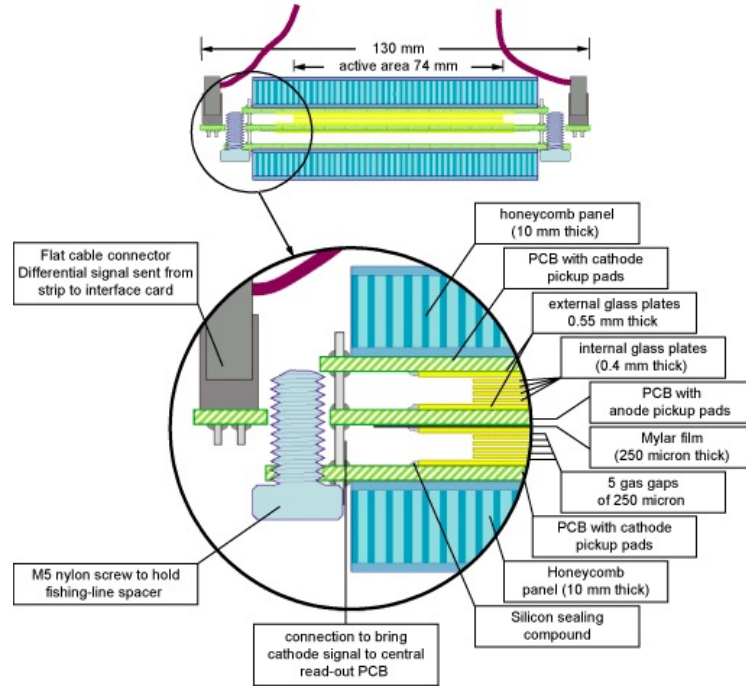 130 mm
active area 74 mm
honeycomb panel
(10 mm thick)
Flat cable connector
Differential signal sent from
strip to interface card
PCB with cathode
pickup pads
external glass plates
0.55 mm thick
internal glass plates
(0.4 mm thick)
PCB with
anode pickup pads
Mylar film
(250 micron thick)
5 gas gaps
of 250 micron
PCB with cathode
pickup pads
M5 nylon screw to hold
fishing-line spacer
Honeycomb
panel (10 mm thick)
Silicon sealing
compound
connection to bring
cathode signal to central
read-out PCB